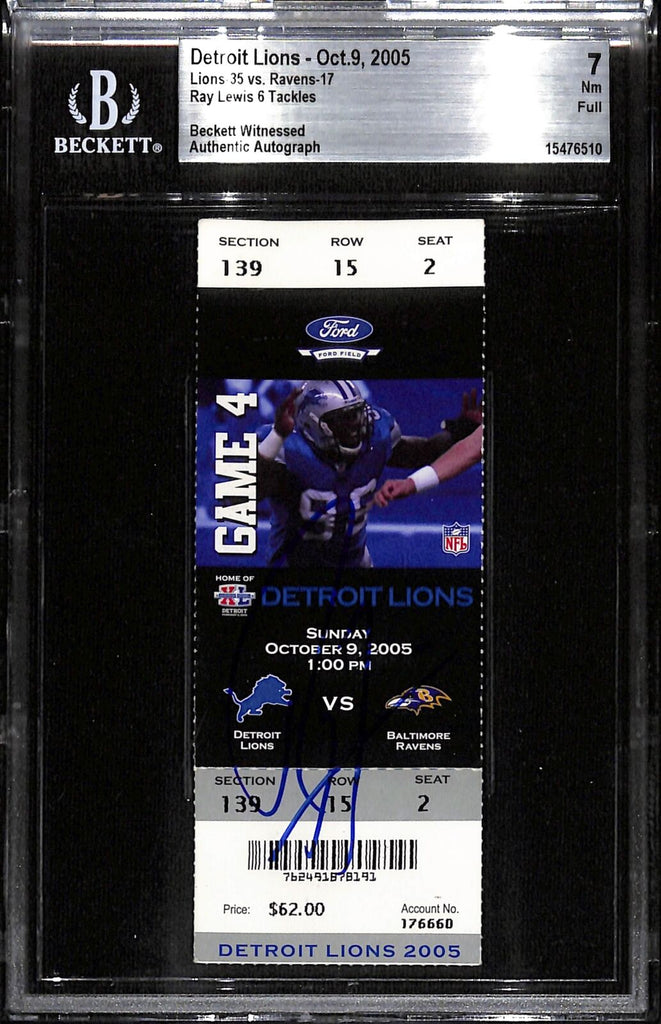 Detroit Lions - Oct.9, 2005
Lions-35 vs. Ravens-17
Ray Lewis 6 Tackles
Beckett Witnessed
Authentic Autograph
7
Nm
Full
15476510
B
BECKETT®
SECTION ROW SEAT
139 15 2
Ford
FORD FIELD
GAME 4
NFL
HOME OF
XL
DETROIT
DETROIT LIONS
SUNDAY
OCTOBER 9, 2005
1:00 PM
VS
DETROIT
LIONS
BALTIMORE
RAVENS
SECTION ROW SEAT
139 15 2
762491878191
Price: $62.00
Account No.
176660
DETROIT LIONS 2005